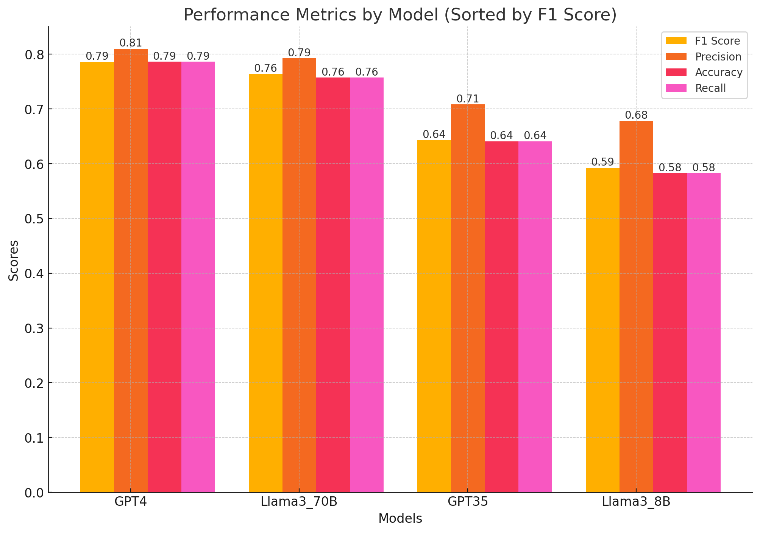 Performance Metrics by Model (Sorted by F1 Score)
F1 Score
Precision
Accuracy
Recall
0.79 0.81 0.79 0.79
0.76 0.79 0.76 0.76
0.64 0.71 0.64 0.64
0.59 0.68 0.58 0.58
Scores
0.8
0.7
0.6
0.5
0.4
0.3
0.2
0.1
0.0
GPT4 Llama3_70B GPT35 Llama3_8B
Models